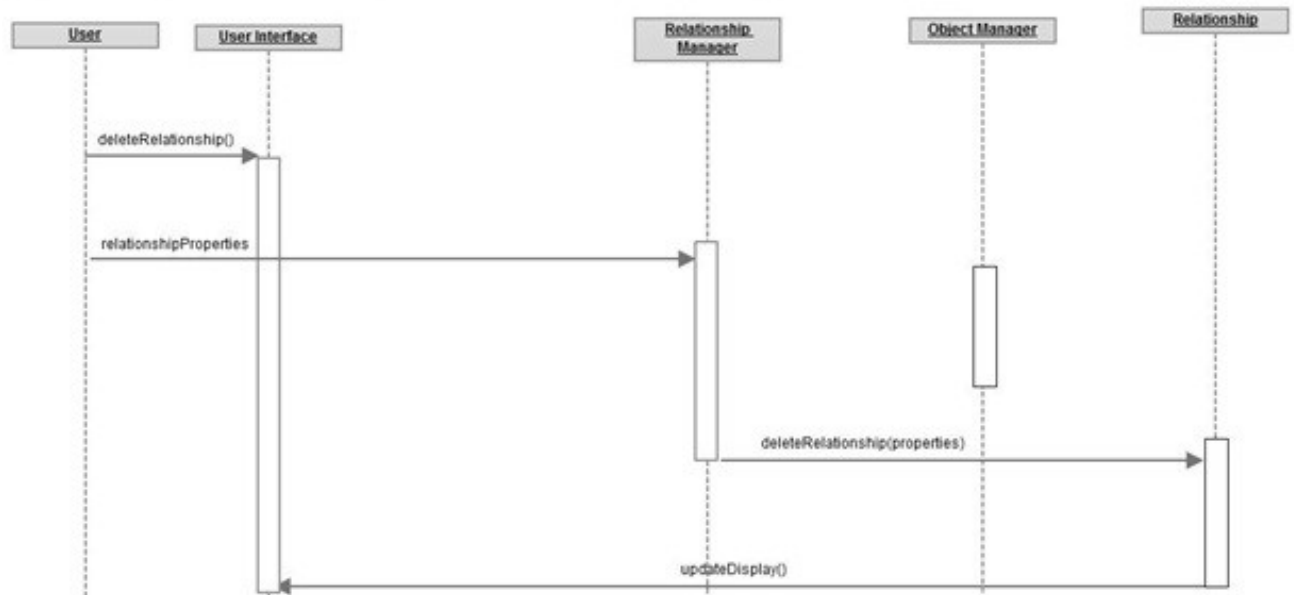 User
User Interface
Relationship
Manager
Object Manager
Relationship
deleteRelationship()
relationshipProperties
deleteRelationship(properties)
updateDisplay()